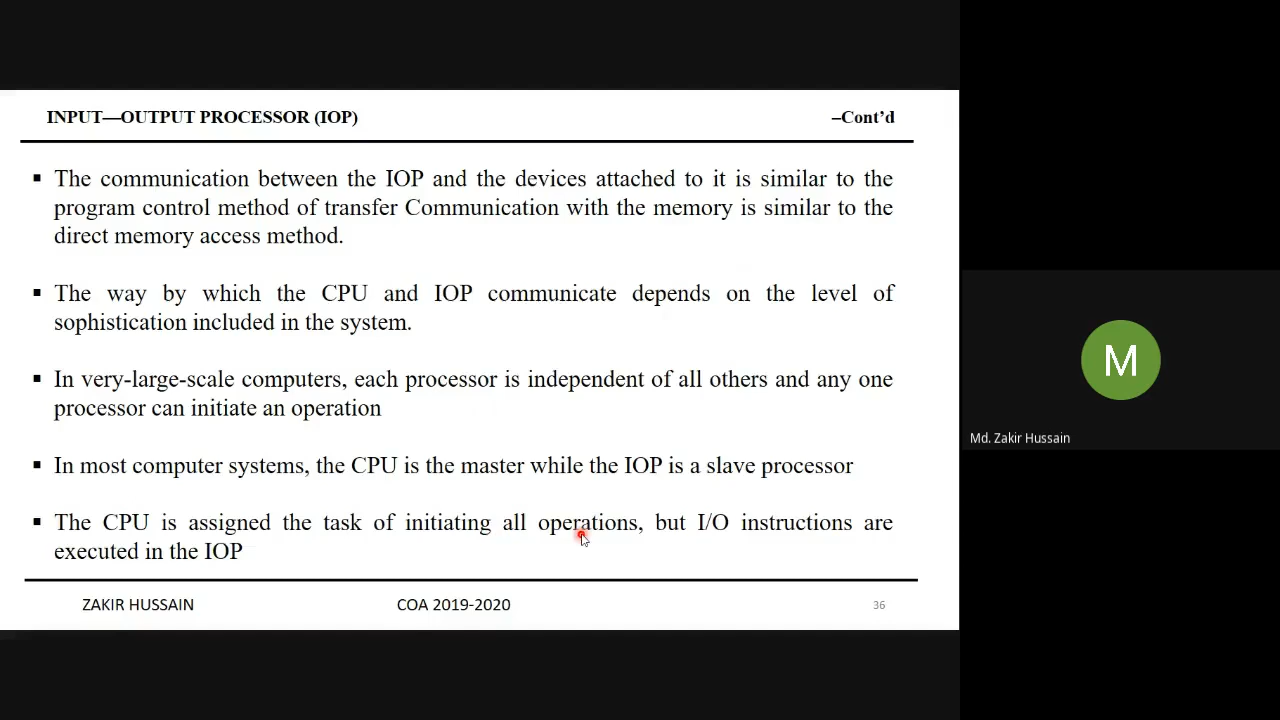 INPUT—OUTPUT PROCESSOR (IOP) –Cont'd
▪ The communication between the IOP and the devices attached to it is similar to the
program control method of transfer Communication with the memory is similar to the
direct memory access method.
▪ The way by which the CPU and IOP communicate depends on the level of
sophistication included in the system.
▪ In very-large-scale computers, each processor is independent of all others and any one
processor can initiate an operation
▪ In most computer systems, the CPU is the master while the IOP is a slave processor
▪ The CPU is assigned the task of initiating all operations, but I/O instructions are
executed in the IOP
ZAKIR HUSSAIN COA 2019-2020 36
M
Md. Zakir Hussain